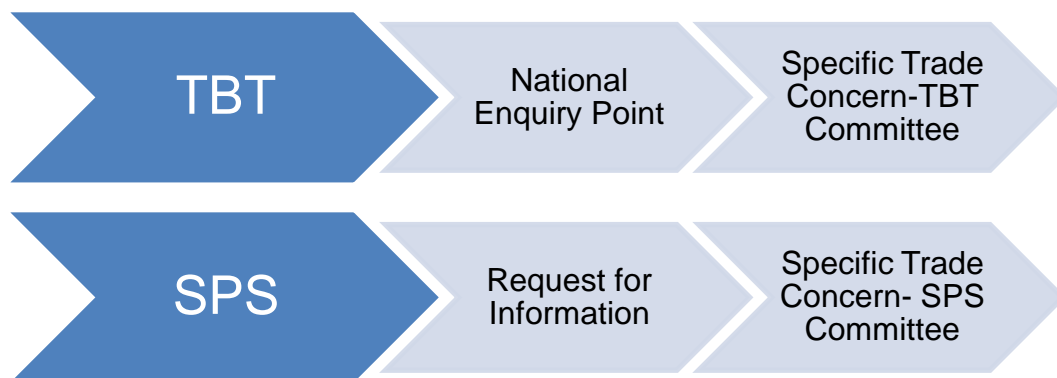 TBT
National
Enquiry Point
Specific Trade
Concern-TBT
Committee
SPS
Request for
Information
Specific Trade
Concern- SPS
Committee